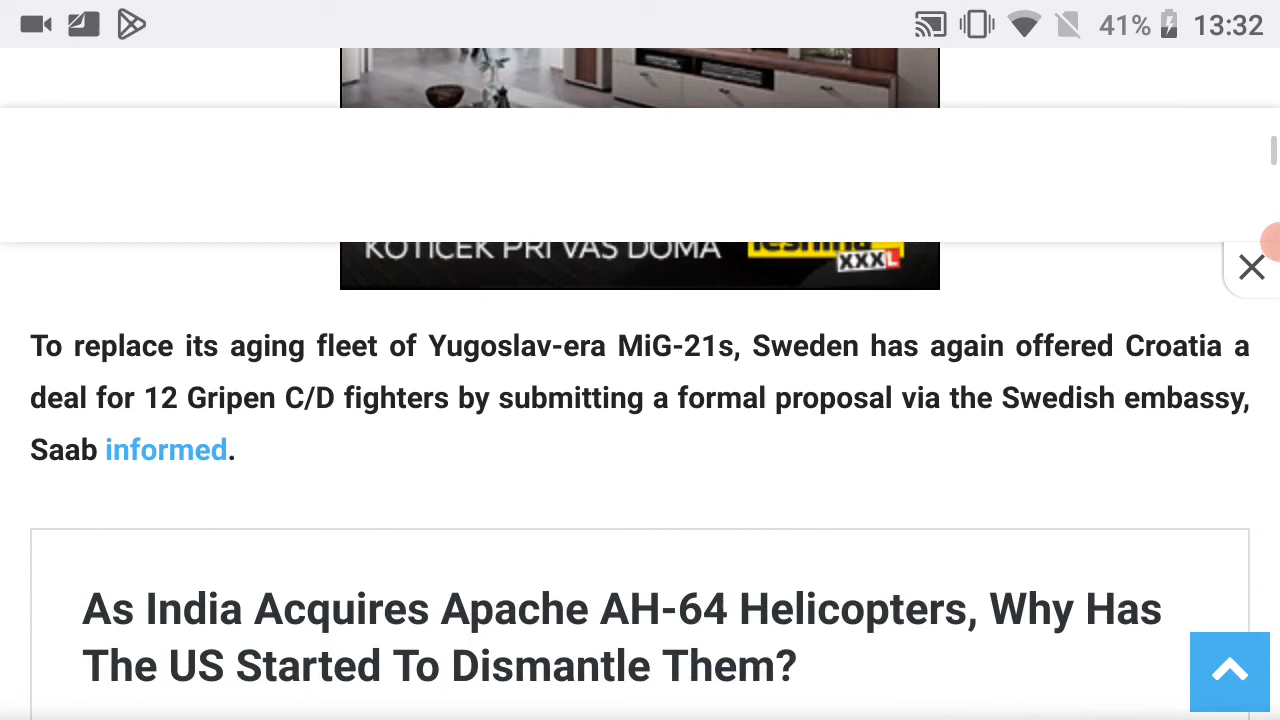 41% 13:32
KOTIČEK PRI VAS DOMA lesnina
XXXL
To replace its aging fleet of Yugoslav-era MiG-21s, Sweden has again offered Croatia a
deal for 12 Gripen C/D fighters by submitting a formal proposal via the Swedish embassy,
Saab informed.
As India Acquires Apache AH-64 Helicopters, Why Has
The US Started To Dismantle Them?